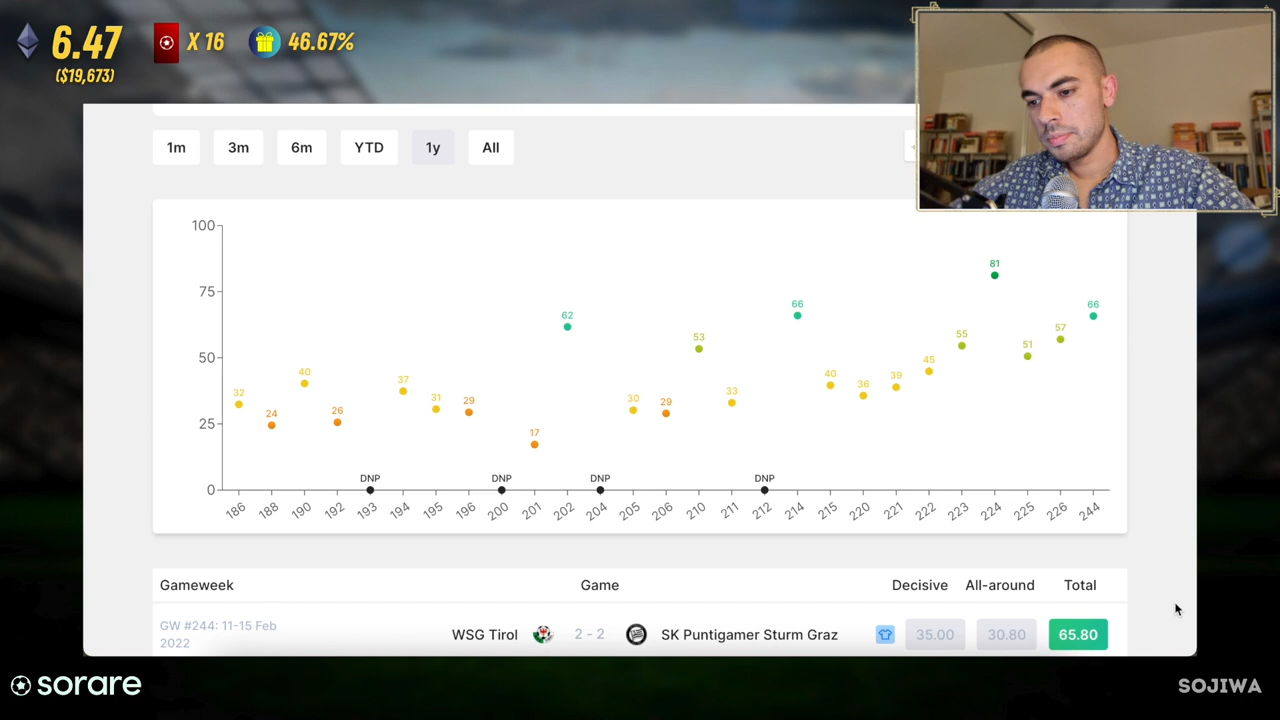 6.47
($19,673)
X 16
46.67%
1m 3m 6m YTD 1y All
100
75
50
25
0
32 24 40 26 DNP 37 31 29 DNP 17 62 DNP 30 29 53 33 DNP 66 40 36 39 45 55 81 51 57 66
186 188 190 192 193 194 195 196 200 201 202 204 205 206 210 211 212 214 215 220 221 222 223 224 225 226 244
Gameweek Game Decisive All-around Total
GW #244: 11-15 Feb
2022
WSG Tirol 2 - 2 SK Puntigamer Sturm Graz 35.00 30.80 65.80
sorare
SOJIWA